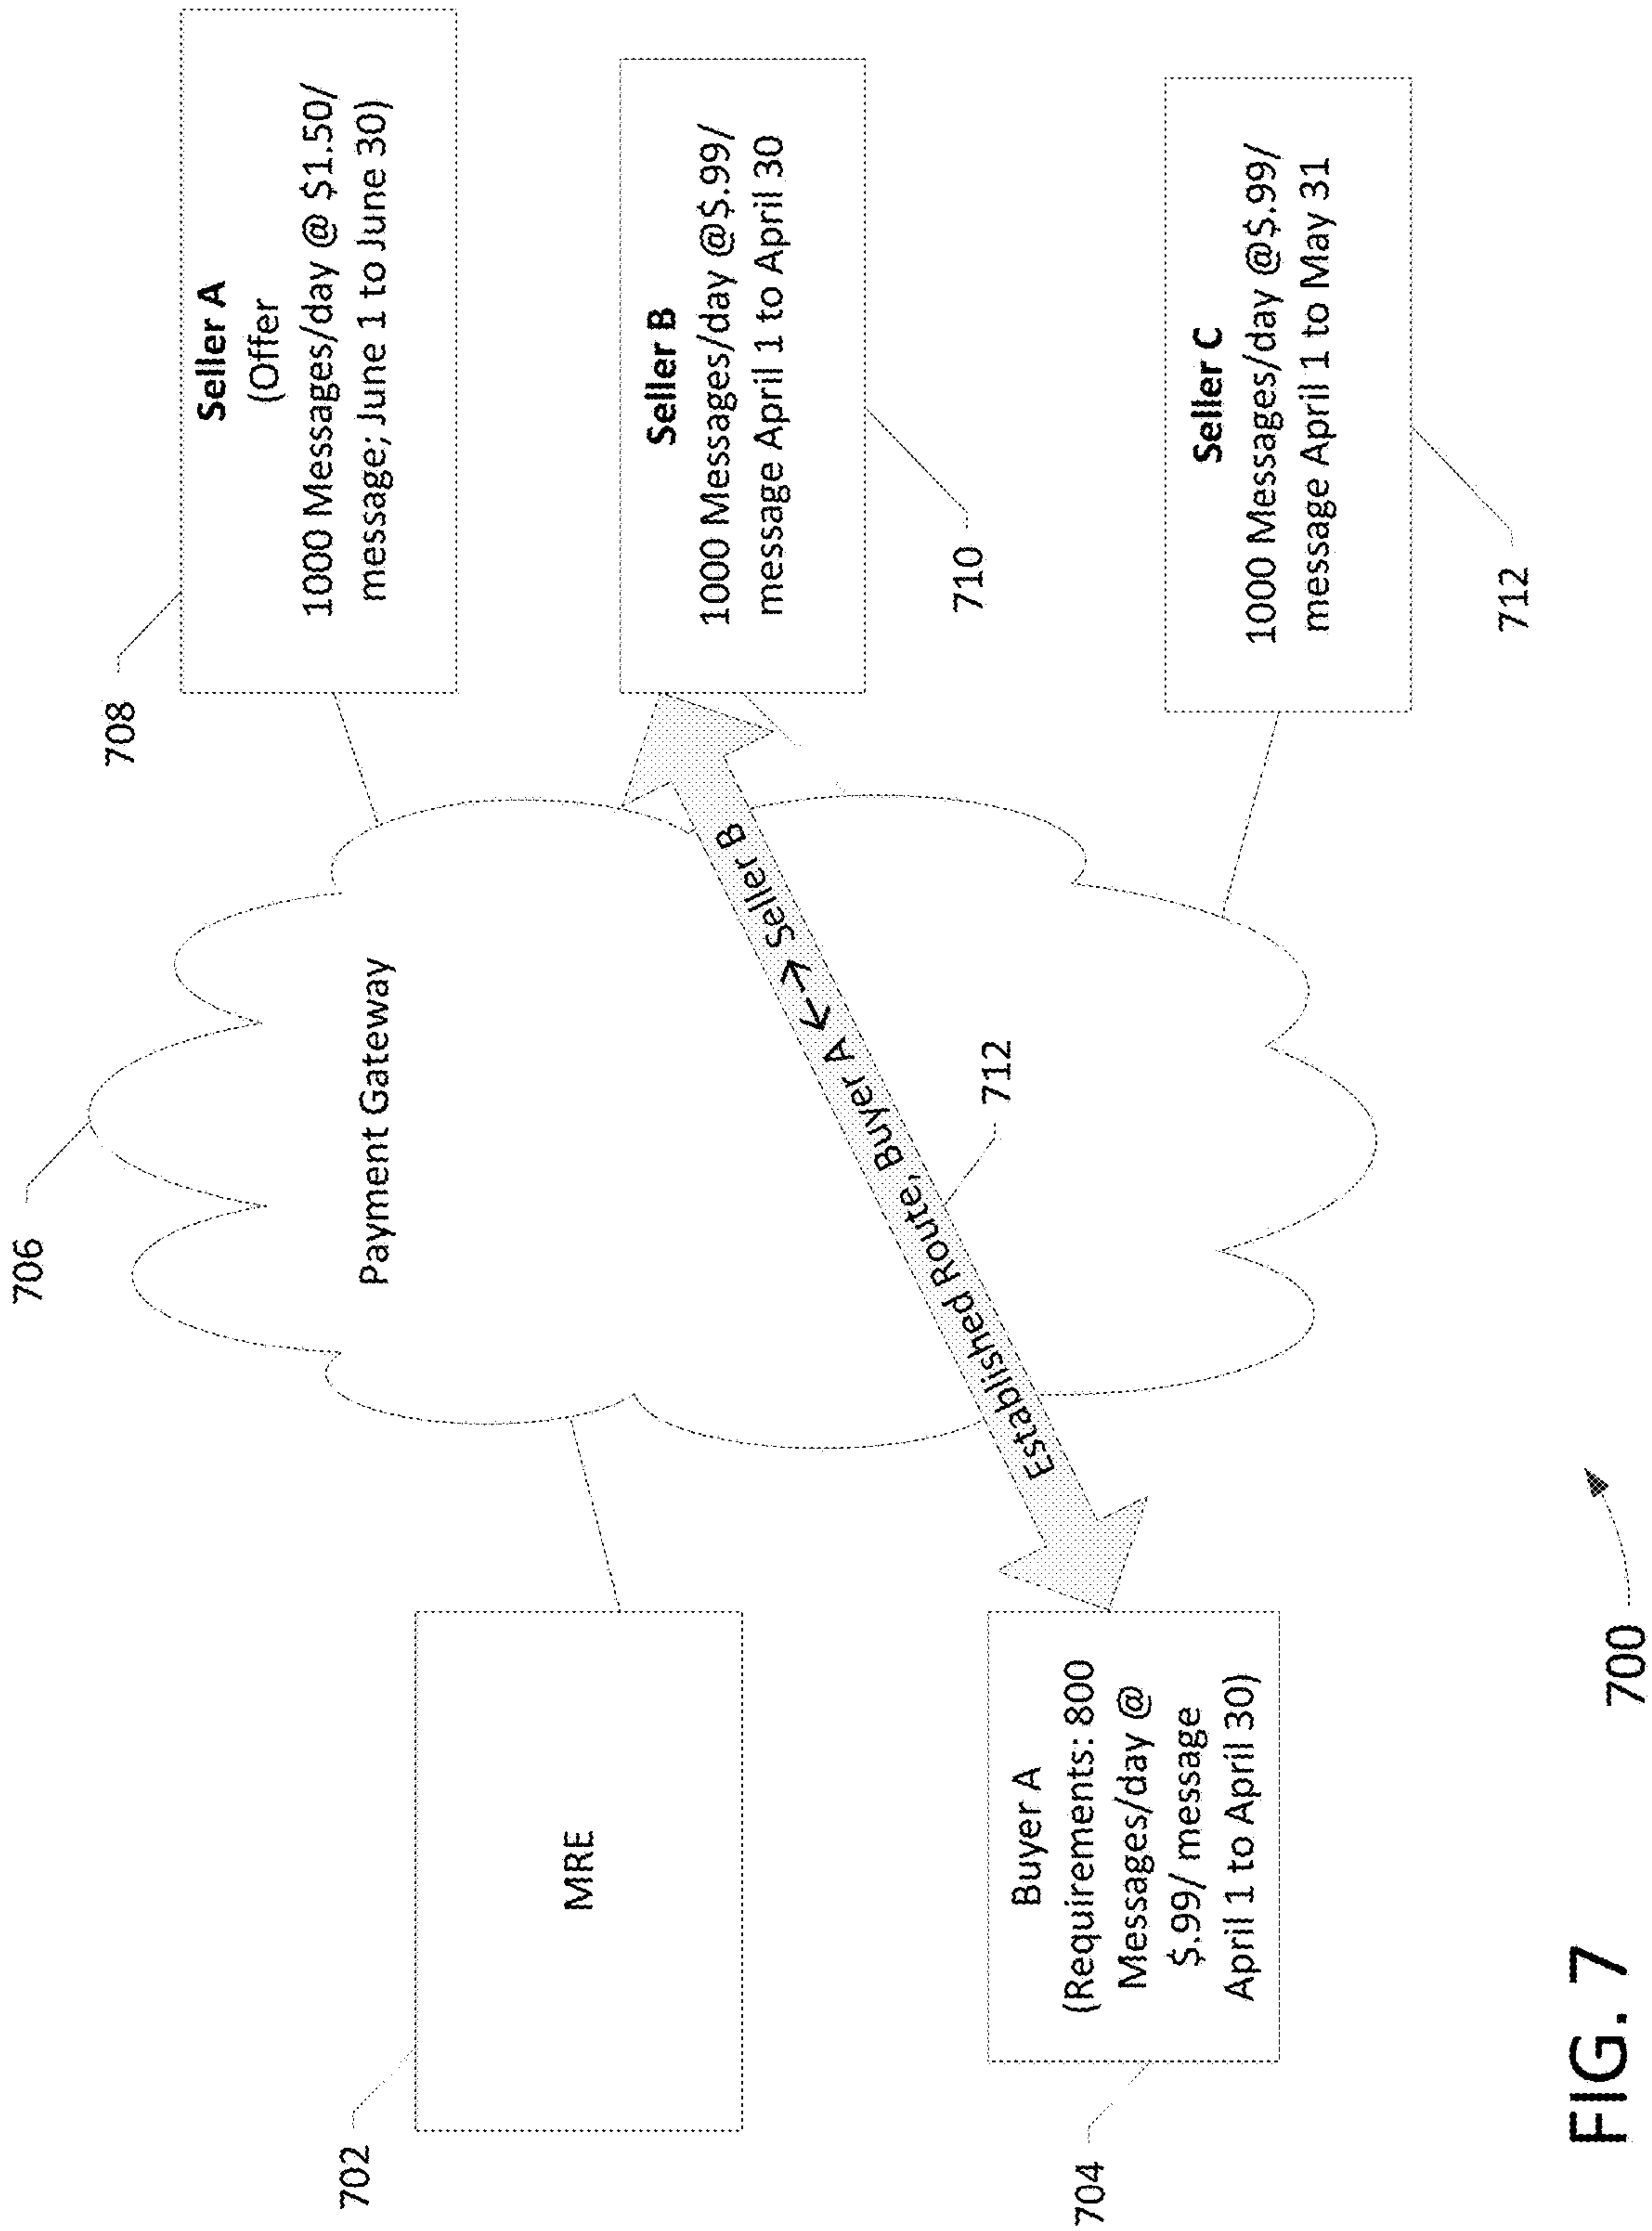 706
708
Payment Gateway
Seller A
(Offer
1000 Messages/day @ $1.50/
message; June 1 to June 30)
702
MRE
Seller B
1000 Messages/day @$.99/
message April 1 to April 30
710
Established Route, Buyer A ←→ Seller B
712
704
Buyer A
(Requirements: 800
Messages/day @
$.99/ message
April 1 to April 30)
Seller C
1000 Messages/day @$.99/
message April 1 to May 31
712
700
FIG. 7